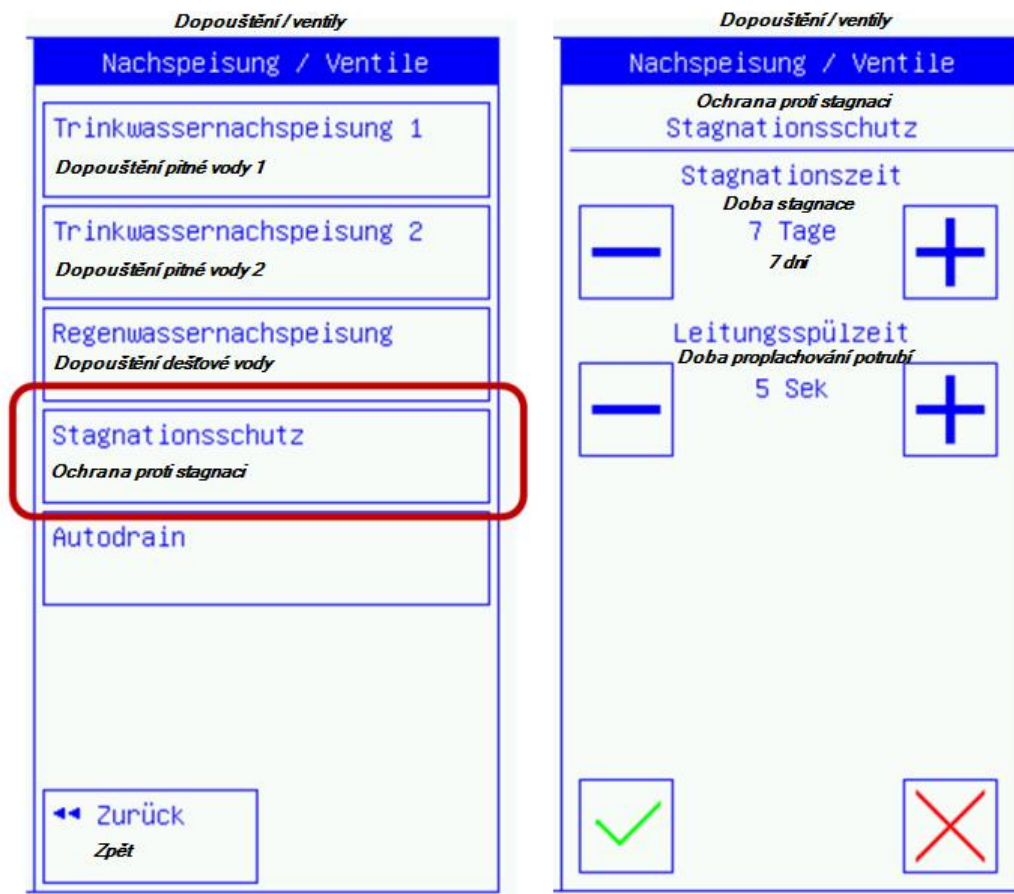 Dopouštění / ventily
Nachspeisung / Ventile
Trinkwassernachspeisung 1
Dopouštění pitné vody 1
Trinkwassernachspeisung 2
Dopouštění pitné vody 2
Regenwassernachspeisung
Dopouštění dešťové vody
Stagnationsschutz
Ochrana proti stagnaci
Autodrain
◄◄ Zurück
Zpět
Dopouštění / ventily
Nachspeisung / Ventile
Ochrana proti stagnaci
Stagnationsschutz
Stagnationszeit
Doba stagnace
7 Tage
7 dní
Leitungsspülzeit
Doba proplachování potrubí
5 Sek